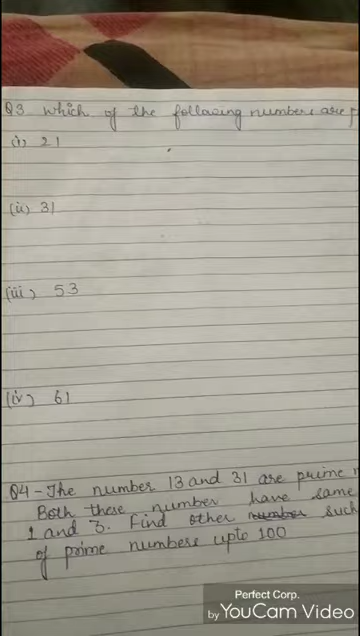 Q3 which of the following numbers are
(i) 21
(ii) 31
(iii) 53
(iv) 61
Q4 - The number 13 and 31 are prime
Both these number have same
1 and 3. Find other number such
of prime numbers upto 100
Perfect Corp.
by YouCam Video